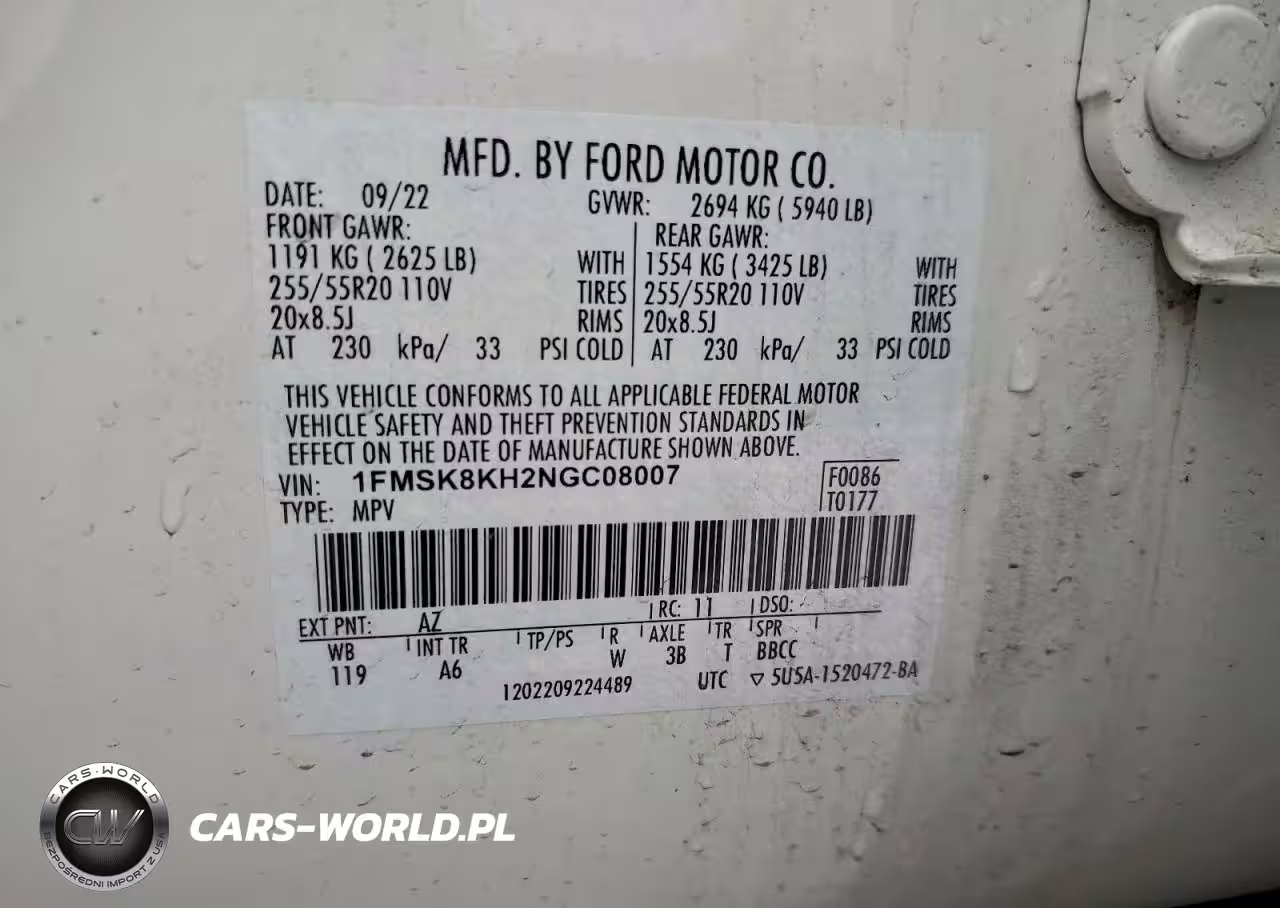 MFD. BY FORD MOTOR CO.
DATE: 09/22 GVWR: 2694 KG ( 5940 LB)
FRONT GAWR: REAR GAWR:
1191 KG ( 2625 LB) WITH 1554 KG ( 3425 LB) WITH
255/55R20 110V TIRES 255/55R20 110V TIRES
20x8.5J RIMS 20x8.5J RIMS
AT 230 kPa/ 33 PSI COLD AT 230 kPa/ 33 PSI COLD
THIS VEHICLE CONFORMS TO ALL APPLICABLE FEDERAL MOTOR
VEHICLE SAFETY AND THEFT PREVENTION STANDARDS IN
EFFECT ON THE DATE OF MANUFACTURE SHOWN ABOVE.
VIN: 1FMSK8KH2NGC08007 F0086
TYPE: MPV T0177
EXT PNT: AZ RC: 11 DSO:
WB INT TR TP/PS R AXLE TR SPR
119 A6 W 3B T BBCC
1202209224489 UTC ▽ 5U5A-1520472-BA
CARS-WORLD
CW
BEZPOŚREDNI IMPORT Z USA
CARS-WORLD.PL